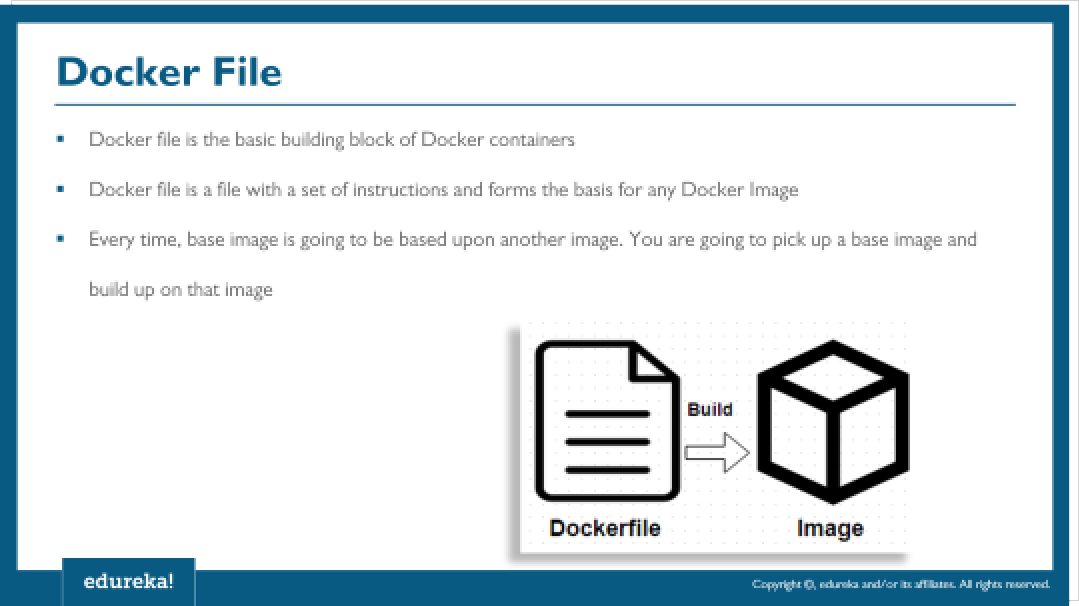 Docker File
Docker file is the basic building block of Docker containers
Docker file is a file with a set of instructions and forms the basis for any Docker Image
Every time, base image is going to be based upon another image. You are going to pick up a base image and
build up on that image
Build
Dockerfile
Image
edureka!
Copyright ©, edureka and/or its affiliates. All rights reserved.